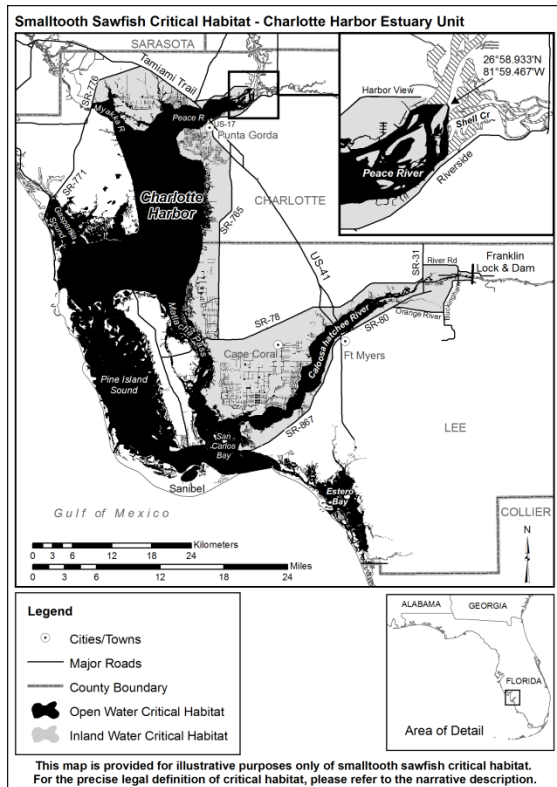 Smalltooth Sawfish Critical Habitat - Charlotte Harbor Estuary Unit
SARASOTA
Tamiami Trail
SR-776
Myakka R
Peace R
US-17
Punta Gorda
26°58.933'N
81°59.467'W
Harbor View
Shell Cr
Peace River
Riverside
SR-771
Gasparilla
Sound
Charlotte
Harbor
CHARLOTTE
SR-765
US-41
SR-31
River Rd
Franklin
Lock & Dam
Buckingham
Orange River
SR-78
SR-80
Matlacha Pass
Cape Coral
Caloosahatchee River
Ft Myers
Pine Island
Sound
SR-867
LEE
San
Carlos
Bay
Sanibel
Estero
Bay
Gulf of Mexico
COLLIER
N
Kilometers
0 3 6 12 18 24
Miles
0 3 6 12 18 24
Legend
Cities/Towns
Major Roads
County Boundary
Open Water Critical Habitat
Inland Water Critical Habitat
ALABAMA
GEORGIA
FLORIDA
Area of Detail
This map is provided for illustrative purposes only of smalltooth sawfish critical habitat.
For the precise legal definition of critical habitat, please refer to the narrative description.